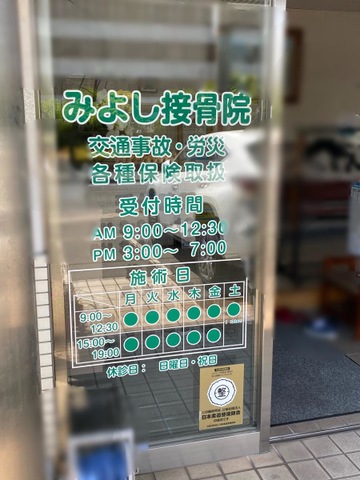 みよし接骨院
交通事故・労災
各種保険取扱
受付時間
AM 9:00〜12:30
PM 3:00〜 7:00
施術日
月 火 水 木 金 土
9:00〜12:30 ● ● ● ● ● ●
15:00〜19:00 ● ● ● ● ●
休診日： 日曜日・祝日